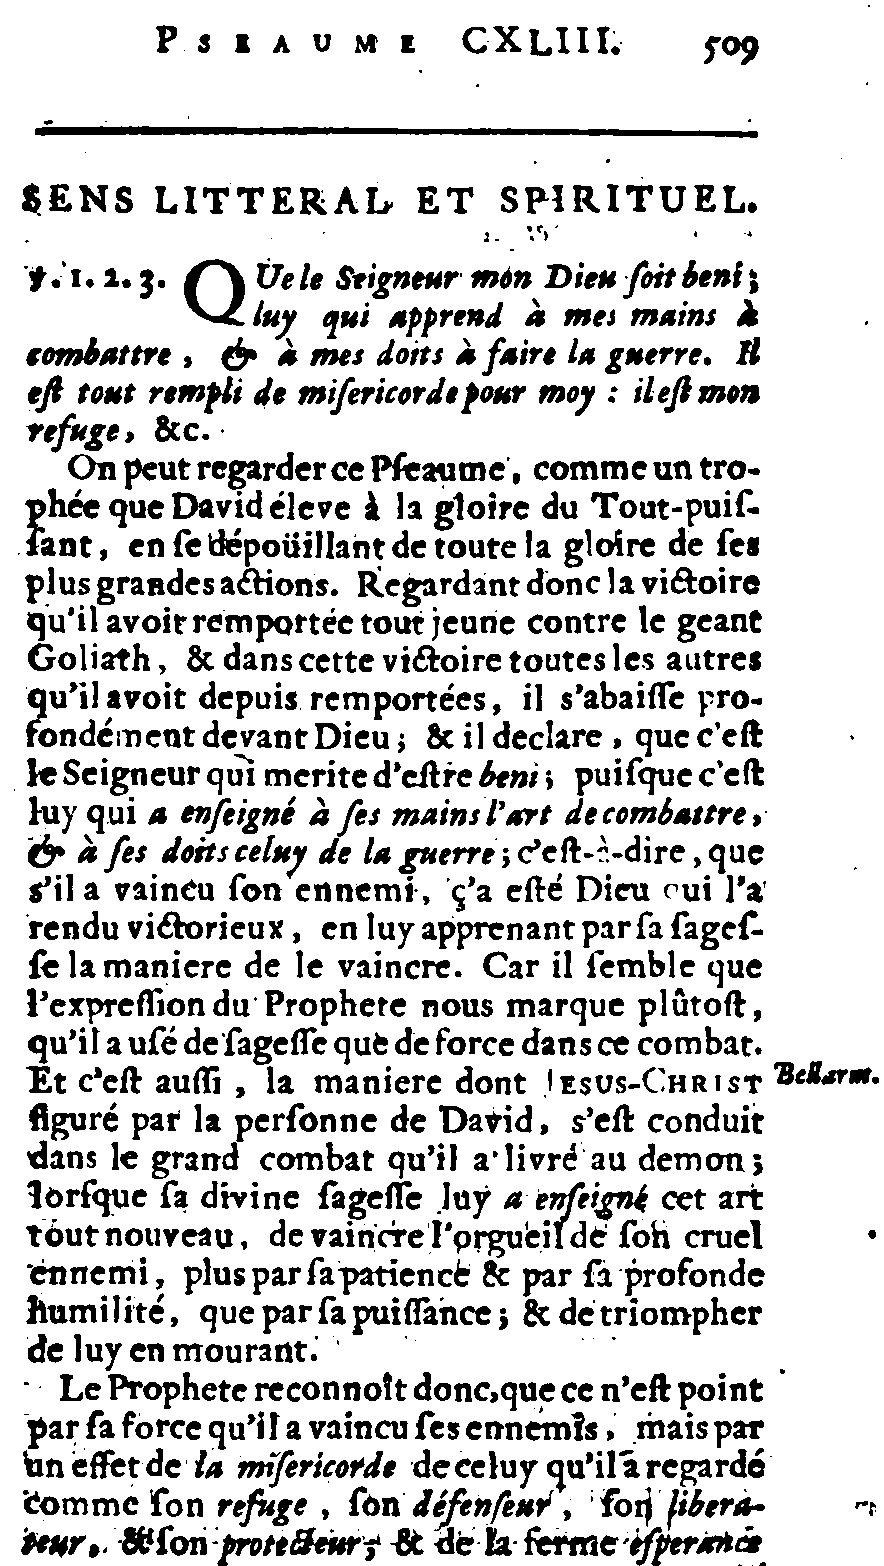 PSEAUME CXLIII. 509
SENS LITTERAL ET SPIRITUEL.
℣. 1. 2. 3. QUe le Seigneur mon Dieu ſoit beni;
luy qui apprend à mes mains à
combattre, & à mes doits à faire la guerre. Il
eſt tout rempli de miſericorde pour moy : il eſt mon
refuge, &c.
On peut regarder ce Pſeaume, comme un tro-
phée que David éleve à la gloire du Tout-puiſ-
ſant, en ſe dépoüillant de toute la gloire de ſes
plus grandes actions. Regardant donc la victoire
qu'il avoit remportée tout jeune contre le geant
Goliath, & dans cette victoire toutes les autres
qu'il avoit depuis remportées, il s'abaiſſe pro-
fondément devant Dieu; & il declare, que c'eſt
le Seigneur qui merite d'eſtre beni; puiſque c'eſt
luy qui a enſeigné à ſes mains l'art de combattre,
& à ſes doits celuy de la guerre; c'eſt-à-dire, que
s'il a vaincu ſon ennemi, ç'a eſté Dieu qui l'a
rendu victorieux, en luy apprenant par ſa ſageſ-
ſe la maniere de le vaincre. Car il ſemble que
l'expreſſion du Prophete nous marque plûtoſt,
qu'il a uſé de ſageſſe que de force dans ce combat.
Et c'eſt auſſi, la maniere dont JESUS-CHRIST
Bellarm.
figuré par la perſonne de David, s'eſt conduit
dans le grand combat qu'il a livré au demon;
lorſque ſa divine ſageſſe luy a enſeigné cet art
tout nouveau, de vaincre l'orgueil de ſon cruel
ennemi, plus par ſa patience & par ſa profonde
humilité, que par ſa puiſſance; & de triompher
de luy en mourant.
Le Prophete reconnoît donc, que ce n'eſt point
par ſa force qu'il a vaincu ſes ennemis, mais par
un effet de la miſericorde de celuy qu'il a regardé
comme ſon refuge, ſon défenſeur, ſon libera-
teur, & ſon protecteur; & de la ferme eſperance